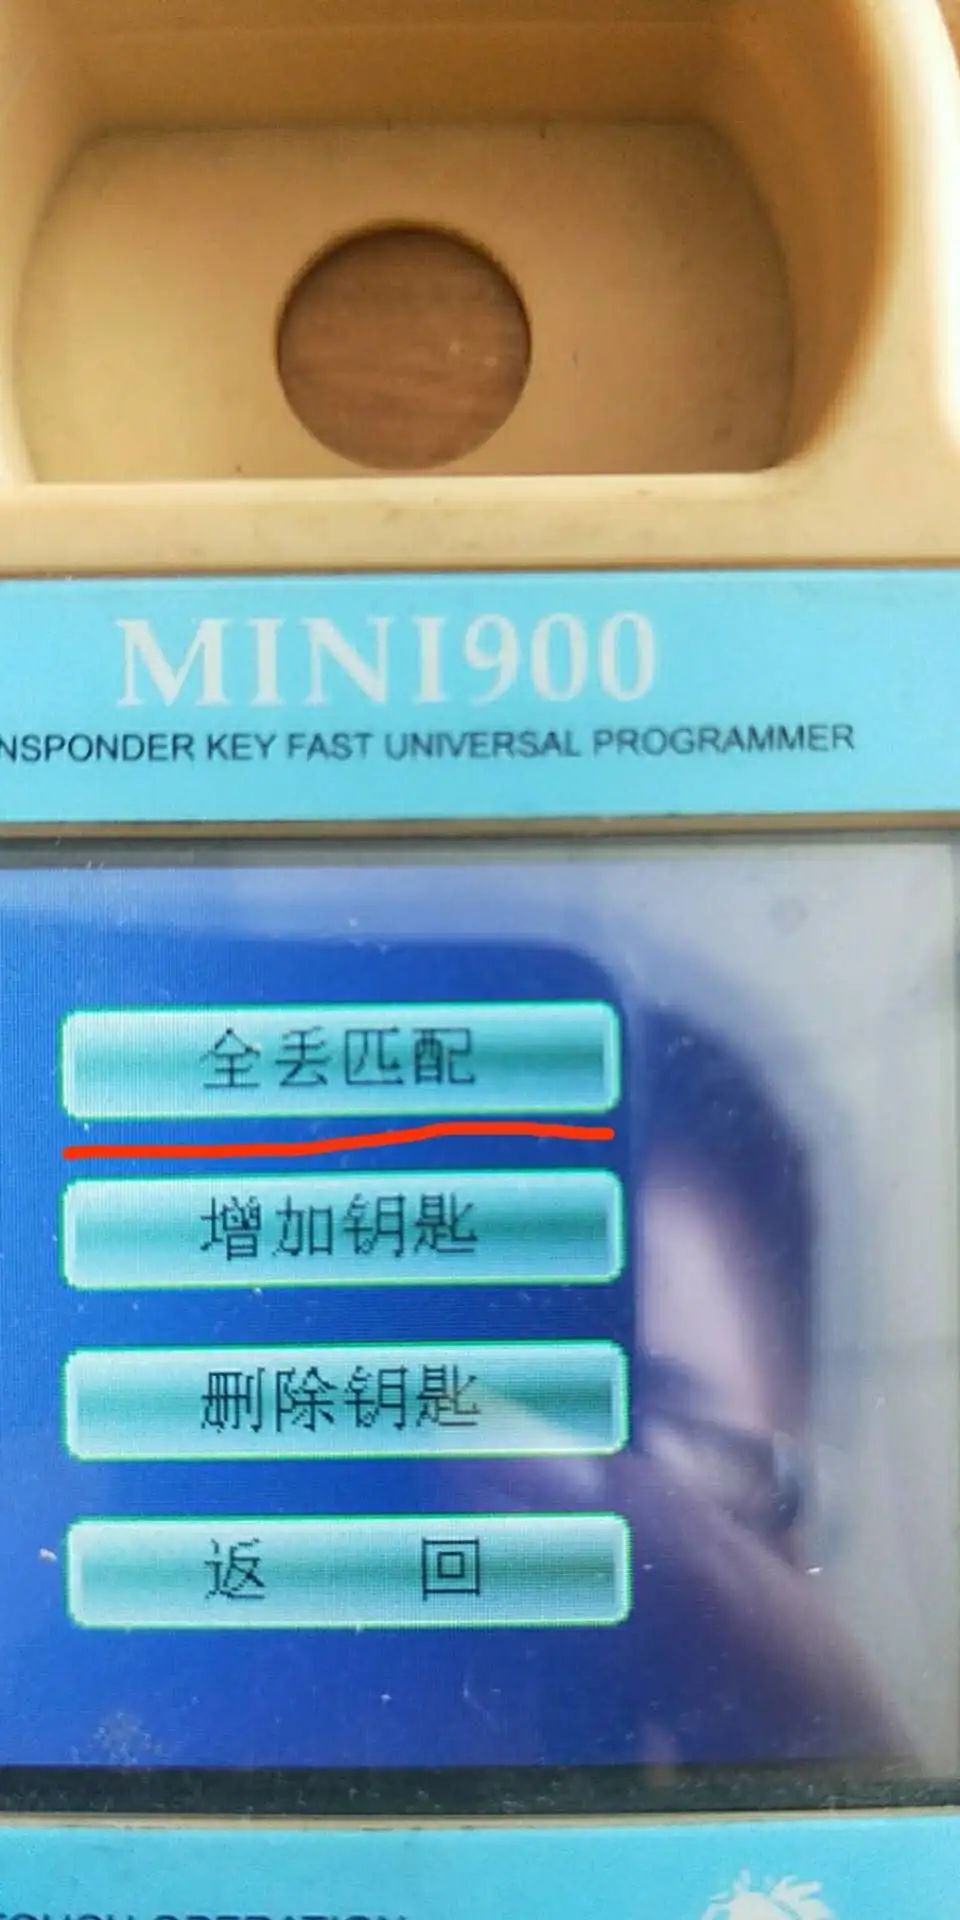 MINI900
NSPONDER KEY FAST UNIVERSAL PROGRAMMER
全丢匹配
增加钥匙
删除钥匙
返 回
OPERATION